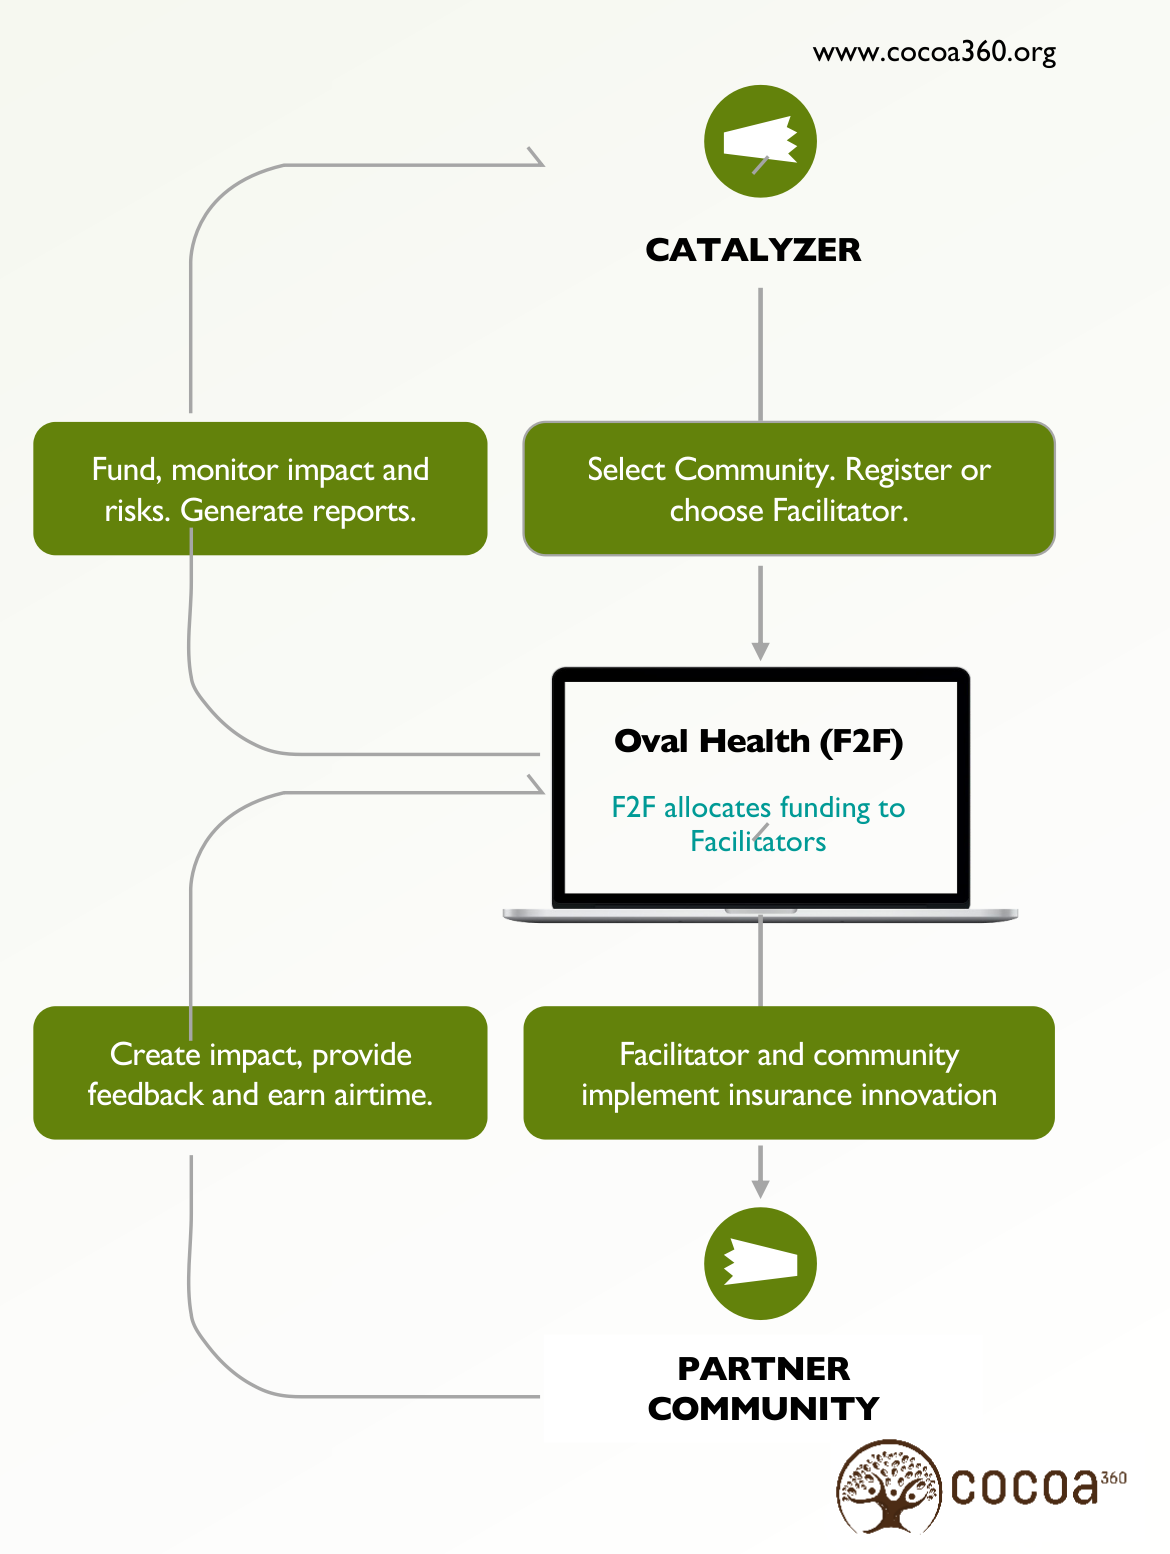 www.cocoa360.org
CATALYZER
Fund, monitor impact and
risks. Generate reports.
Select Community. Register or
choose Facilitator.
Oval Health (F2F)
F2F allocates funding to
Facilitators
Create impact, provide
feedback and earn airtime.
Facilitator and community
implement insurance innovation
PARTNER
COMMUNITY
cocoa360